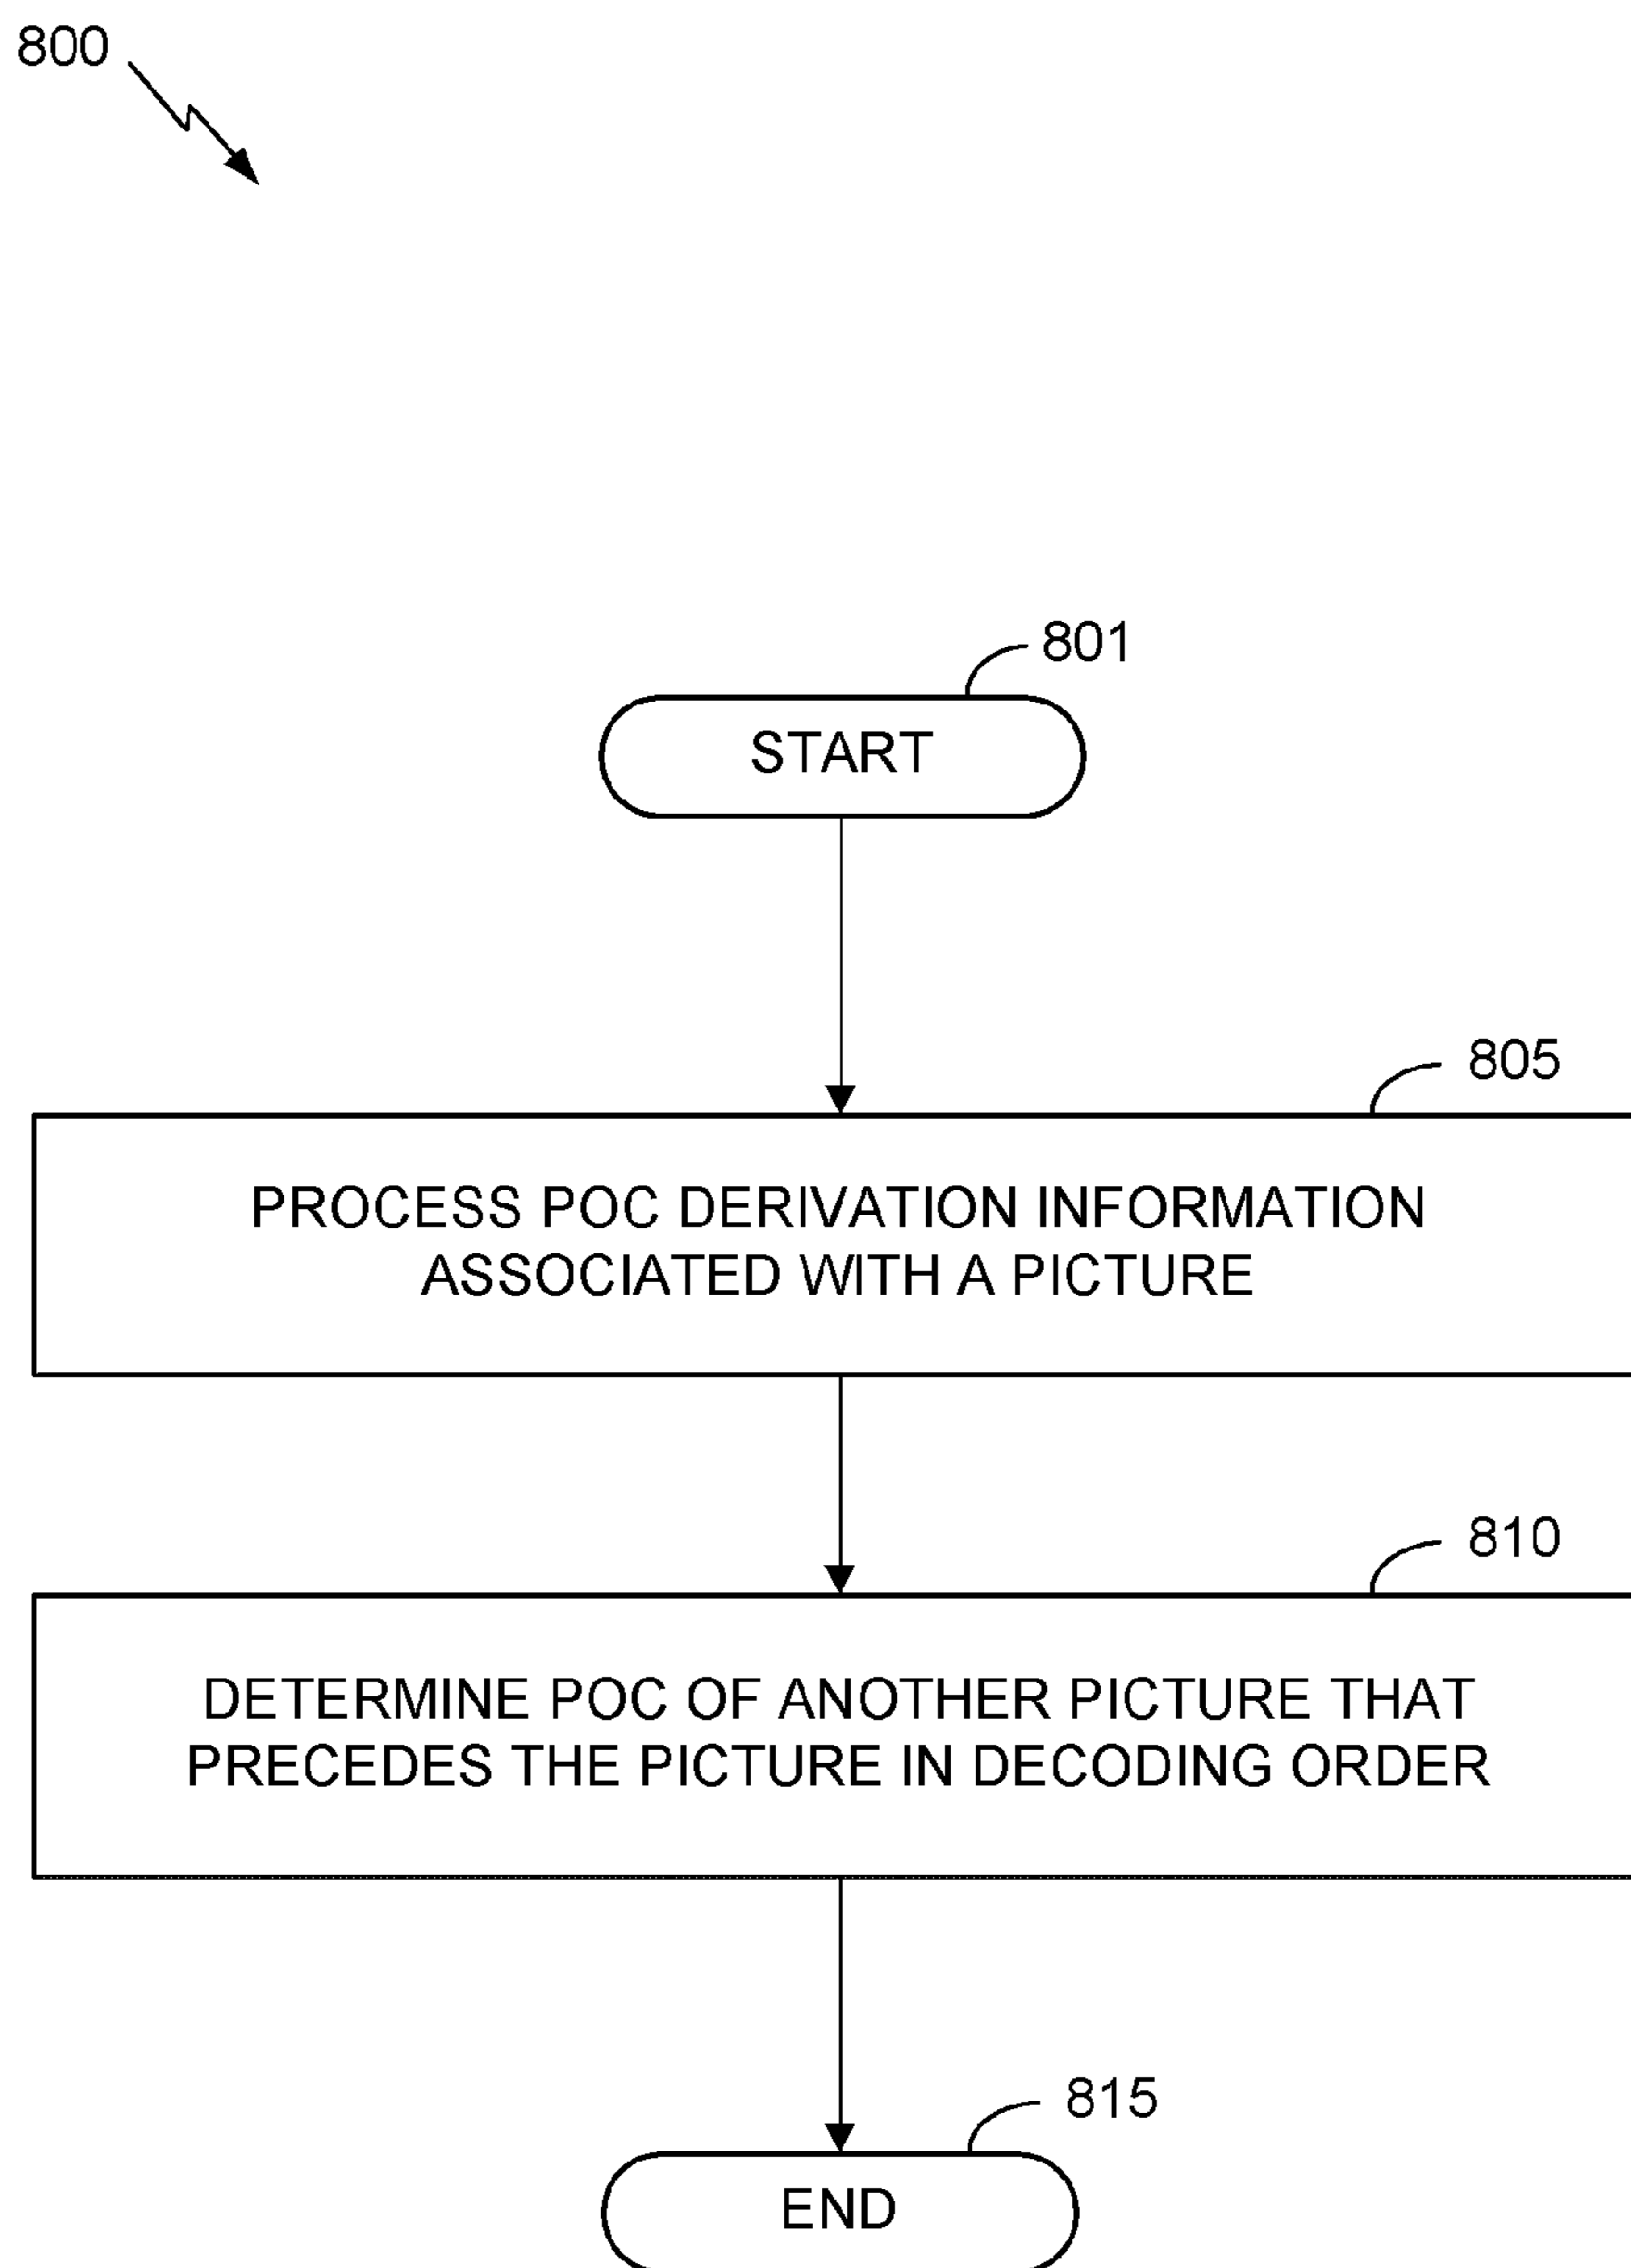 800
801
START
805
PROCESS POC DERIVATION INFORMATION
ASSOCIATED WITH A PICTURE
810
DETERMINE POC OF ANOTHER PICTURE THAT
PRECEDES THE PICTURE IN DECODING ORDER
815
END